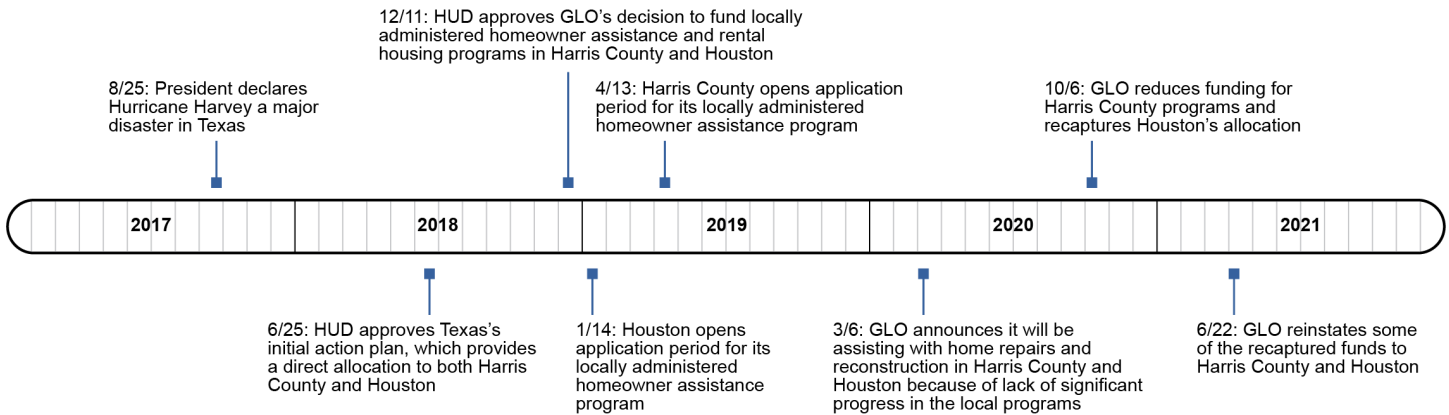 12/11: HUD approves GLO’s decision to fund locally
administered homeowner assistance and rental
housing programs in Harris County and Houston
8/25: President declares
Hurricane Harvey a major
disaster in Texas
4/13: Harris County opens application
period for its locally administered
homeowner assistance program
10/6: GLO reduces funding for
Harris County programs and
recaptures Houston’s allocation
2017
2018
2019
2020
2021
6/25: HUD approves Texas’s
initial action plan, which provides
a direct allocation to both Harris
County and Houston
1/14: Houston opens
application period for its
locally administered
homeowner assistance
program
3/6: GLO announces it will be
assisting with home repairs and
reconstruction in Harris County and
Houston because of lack of significant
progress in the local programs
6/22: GLO reinstates some
of the recaptured funds to
Harris County and Houston